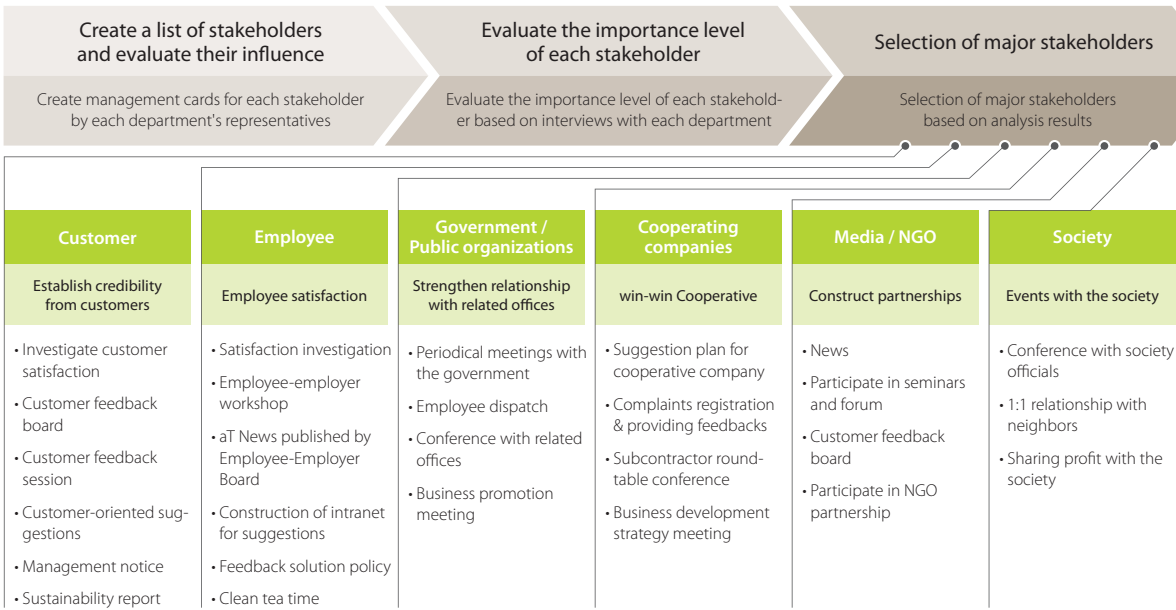 Create a list of stakeholders
and evaluate their influence
Create management cards for each stakeholder
by each department's representatives
Evaluate the importance level
of each stakeholder
Evaluate the importance level of each stakehold-
er based on interviews with each department
Selection of major stakeholders
Selection of major stakeholders
based on analysis results
Customer
Establish credibility
from customers
• Investigate customer
satisfaction
• Customer feedback
board
• Customer feedback
session
• Customer-oriented sug-
gestions
• Management notice
• Sustainability report
Employee
Employee satisfaction
• Satisfaction investigation
• Employee-employer
workshop
• aT News published by
Employee-Employer
Board
• Construction of intranet
for suggestions
• Feedback solution policy
• Clean tea time
Government /
Public organizations
Strengthen relationship
with related offices
• Periodical meetings with
the government
• Employee dispatch
• Conference with related
offices
• Business promotion
meeting
Cooperating
companies
win-win Cooperative
• Suggestion plan for
cooperative company
• Complaints registration
& providing feedbacks
• Subcontractor round-
table conference
• Business development
strategy meeting
Media / NGO
Construct partnerships
• News
• Participate in seminars
and forum
• Customer feedback
board
• Participate in NGO
partnership
Society
Events with the society
• Conference with society
officials
• 1:1 relationship with
neighbors
• Sharing profit with the
society